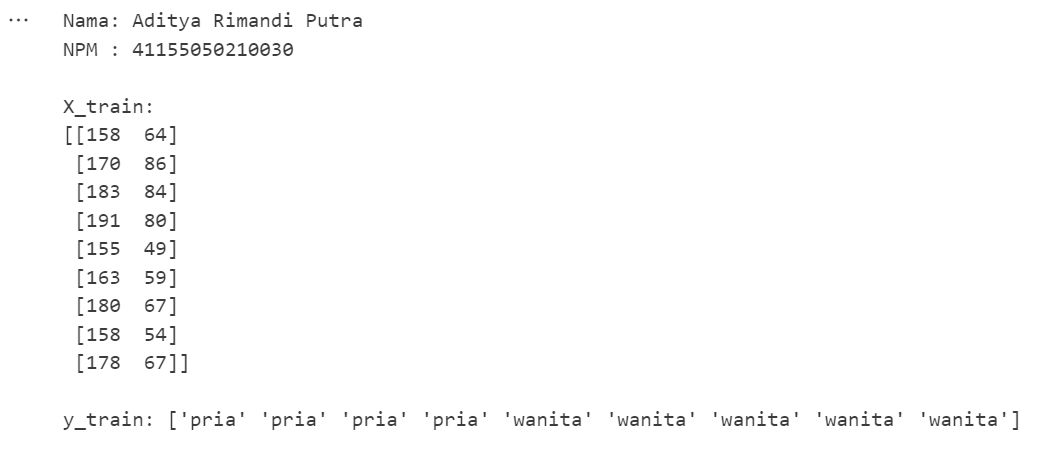 Nama: Aditya Rimandi Putra
NPM : 41155050210030
X_train:
[[158  64]
 [170  86]
 [183  84]
 [191  80]
 [155  49]
 [163  59]
 [180  67]
 [158  54]
 [178  67]]
y_train: ['pria' 'pria' 'pria' 'pria' 'wanita' 'wanita' 'wanita' 'wanita' 'wanita']